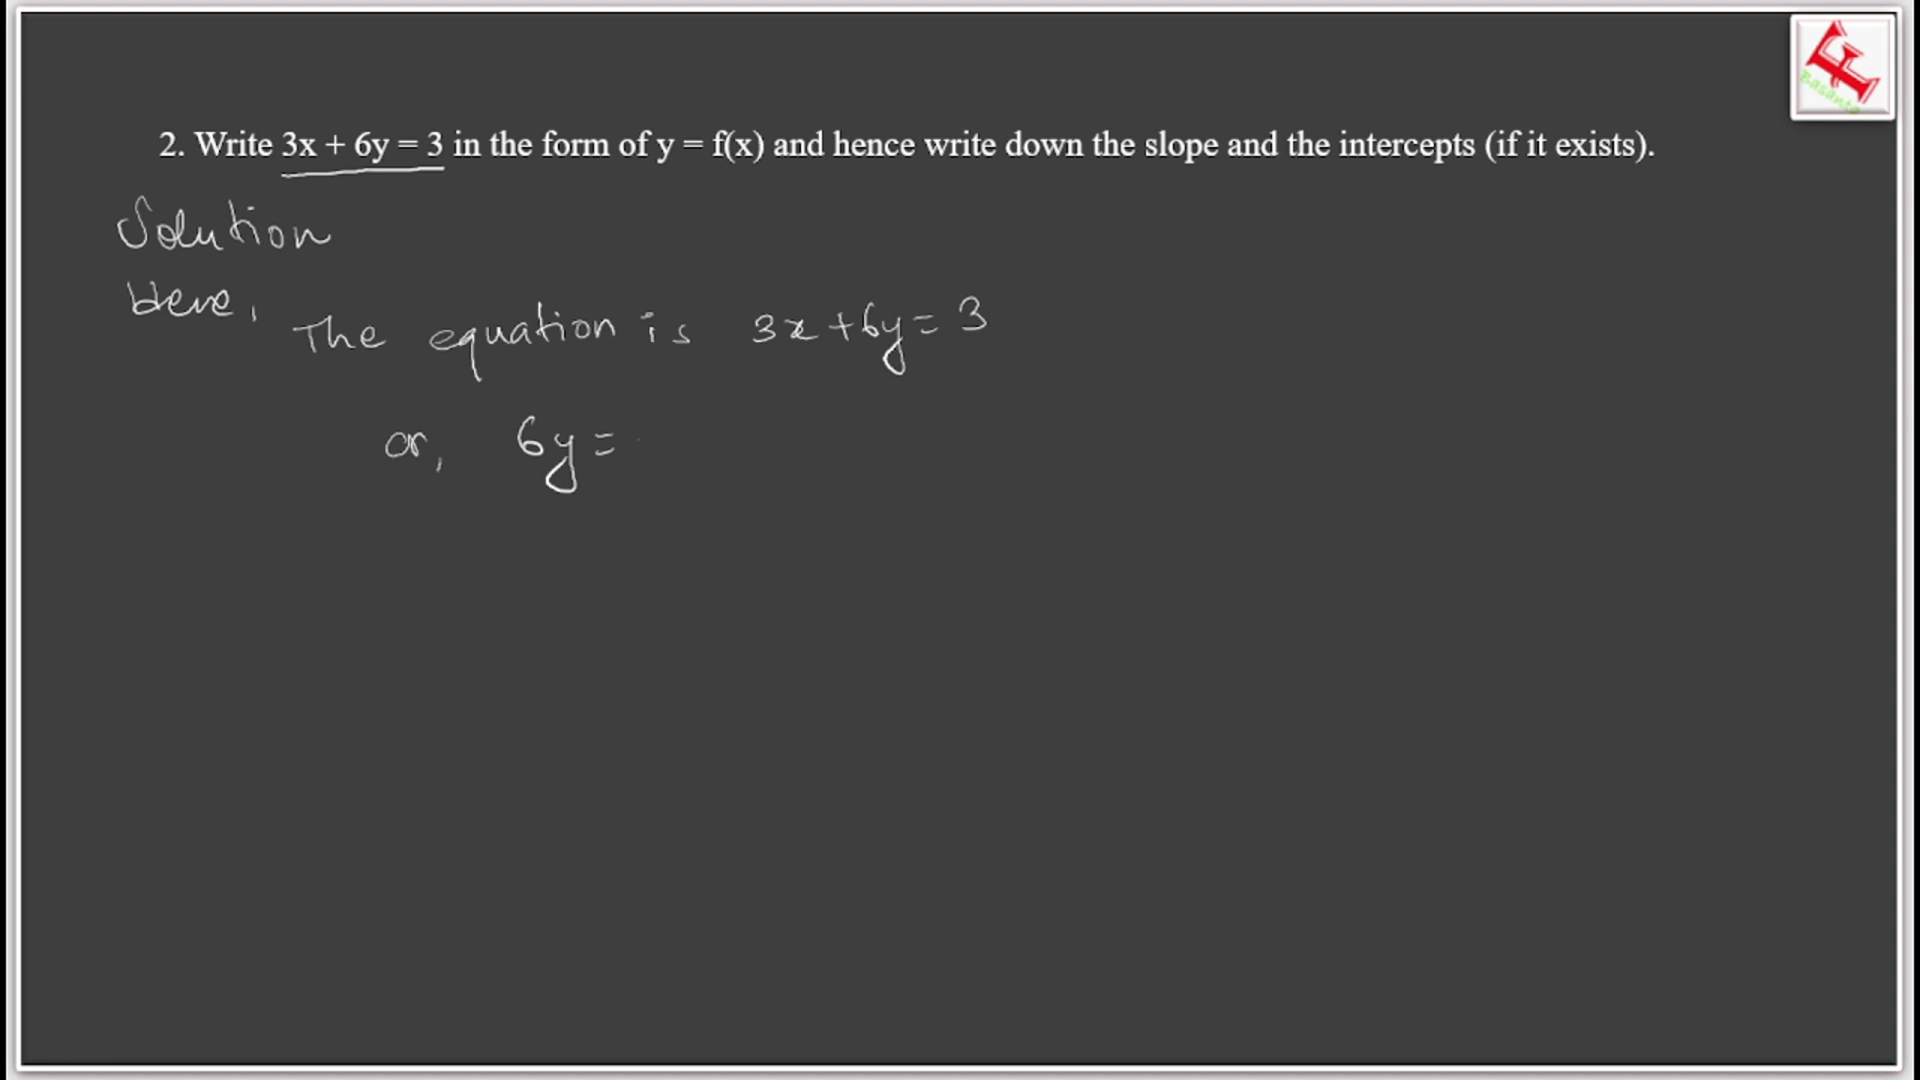 Basanta
2. Write 3x + 6y = 3 in the form of y = f(x) and hence write down the slope and the intercepts (if it exists).
Solution
Here,
The equation is 3x + 6y = 3
or, 6y =